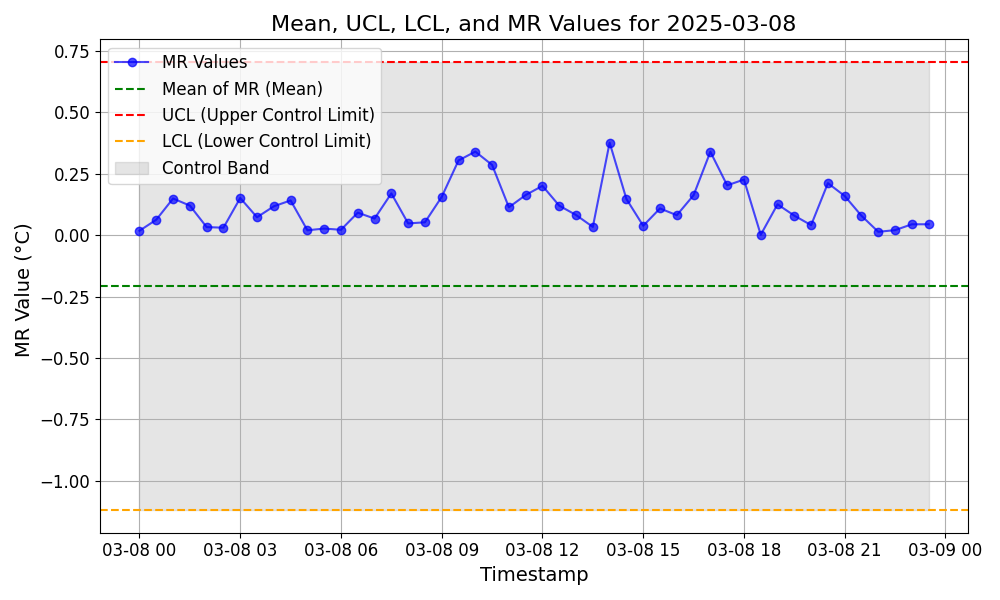 Mean, UCL, LCL, and MR Values for 2025-03-08
MR Values
Mean of MR (Mean)
UCL (Upper Control Limit)
LCL (Lower Control Limit)
Control Band
MR Value (°C)
0.75
0.50
0.25
0.00
−0.25
−0.50
−0.75
−1.00
03-08 00 03-08 03 03-08 06 03-08 09 03-08 12 03-08 15 03-08 18 03-08 21 03-09 00
Timestamp